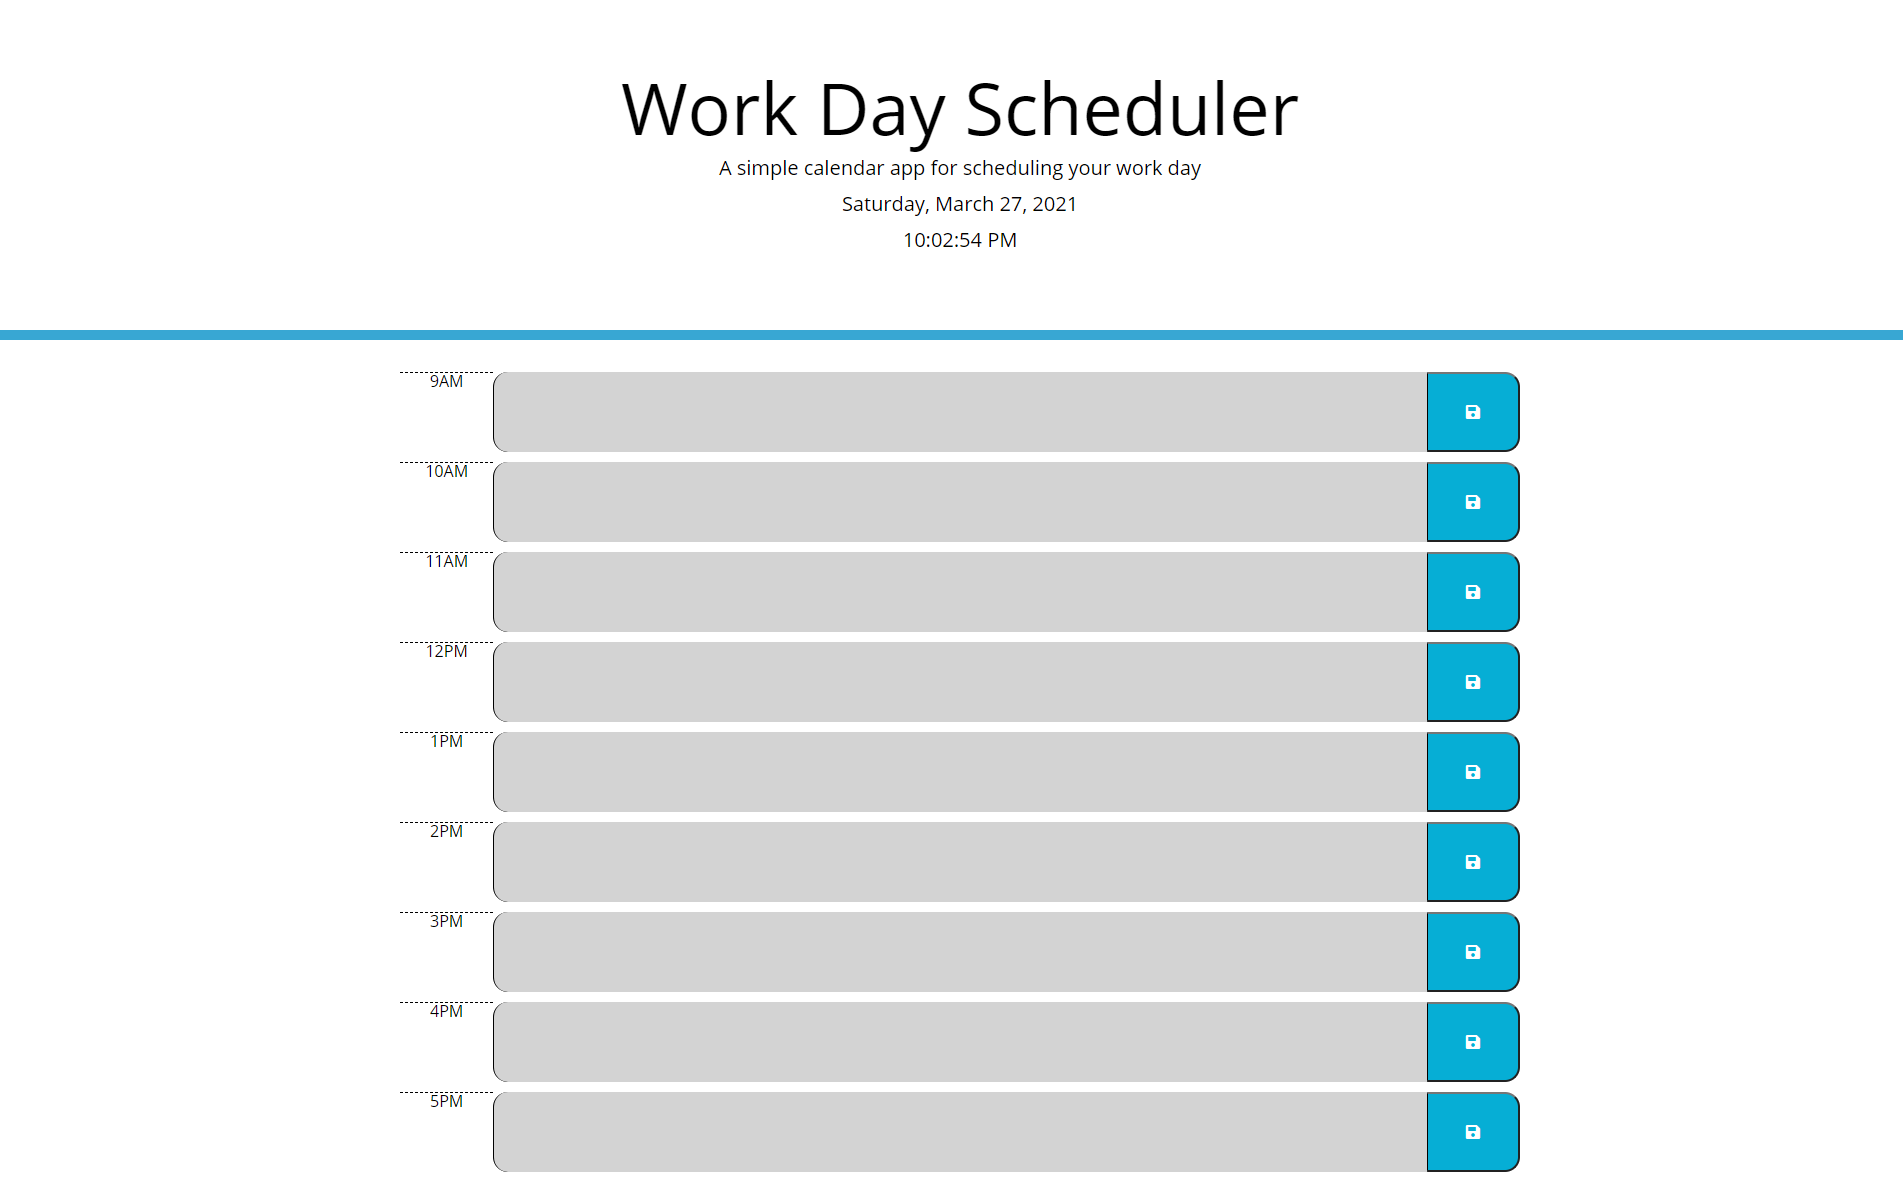 Work Day Scheduler
A simple calendar app for scheduling your work day
Saturday, March 27, 2021
10:02:54 PM
9AM
10AM
11AM
12PM
1PM
2PM
3PM
4PM
5PM